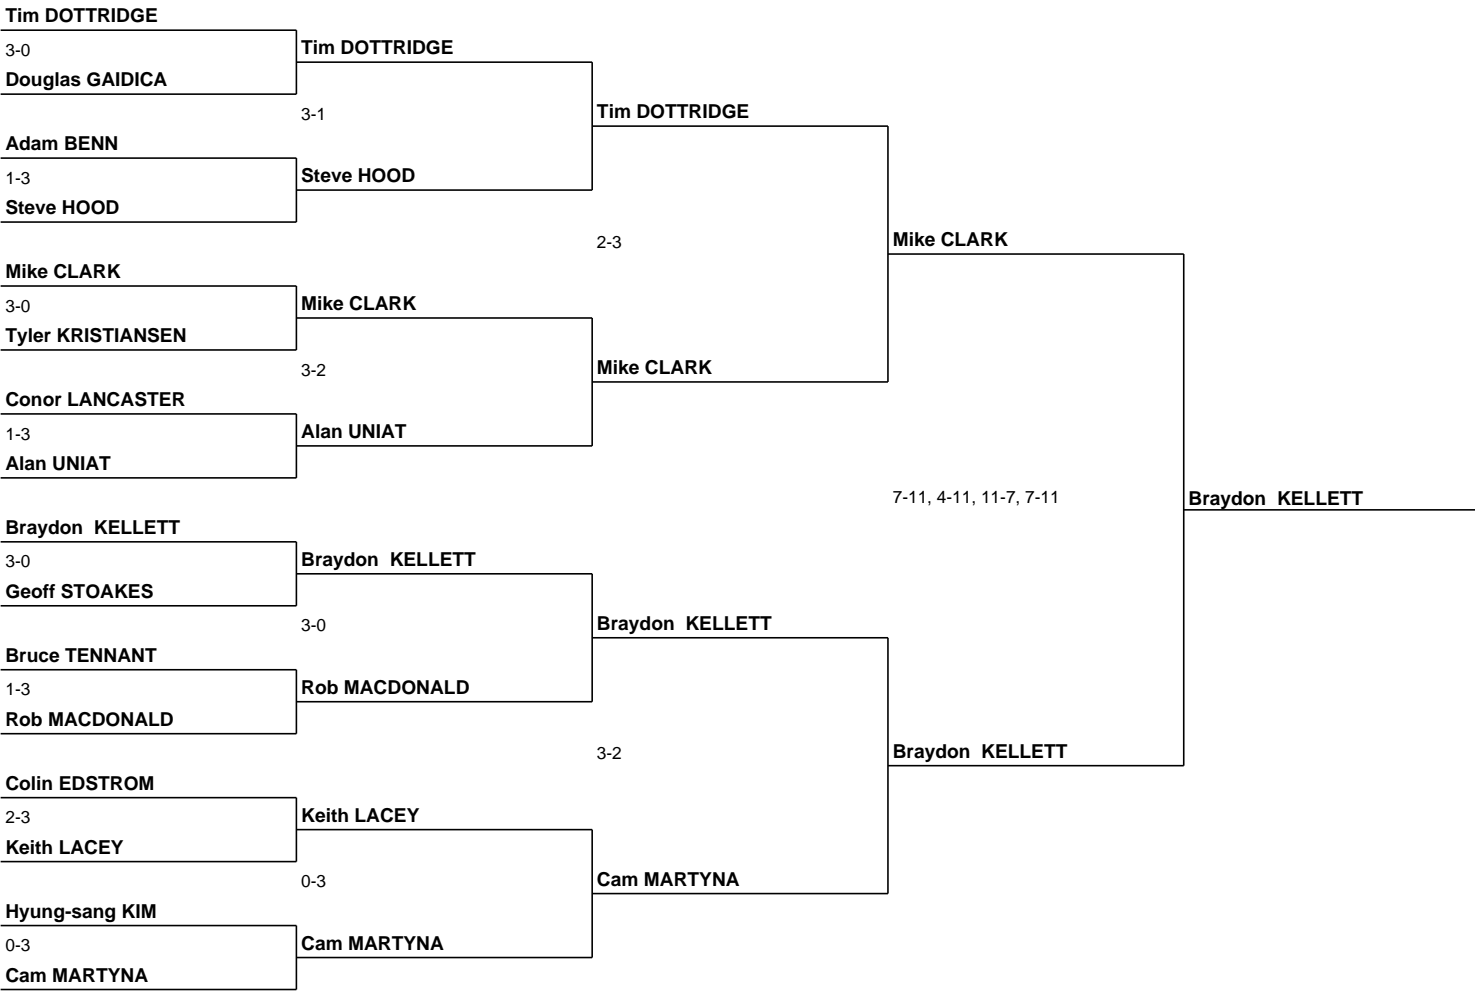 Tim DOTTRIDGE
3-0
Douglas GAIDICA
Adam BENN
1-3
Steve HOOD
Mike CLARK
3-0
Tyler KRISTIANSEN
Conor LANCASTER
1-3
Alan UNIAT
Braydon  KELLETT
3-0
Geoff STOAKES
Bruce TENNANT
1-3
Rob MACDONALD
Colin EDSTROM
2-3
Keith LACEY
Hyung-sang KIM
0-3
Cam MARTYNA
Tim DOTTRIDGE
3-1
Steve HOOD
Mike CLARK
3-2
Alan UNIAT
Braydon  KELLETT
3-0
Rob MACDONALD
Keith LACEY
0-3
Cam MARTYNA
Tim DOTTRIDGE
2-3
Mike CLARK
Braydon  KELLETT
3-2
Cam MARTYNA
Mike CLARK
7-11, 4-11, 11-7, 7-11
Braydon  KELLETT
Braydon  KELLETT